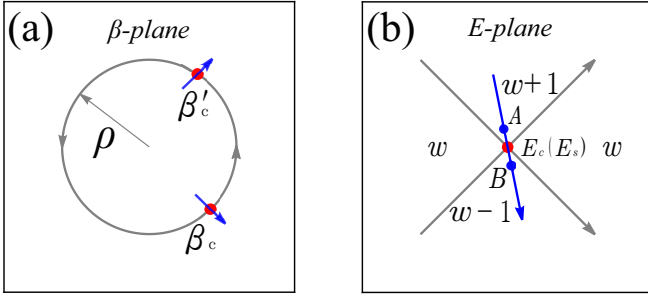 (a)
β-plane
β′c
ρ
βc
(b)
E-plane
w+1
A
w
Ec(Es)
w
B
w−1